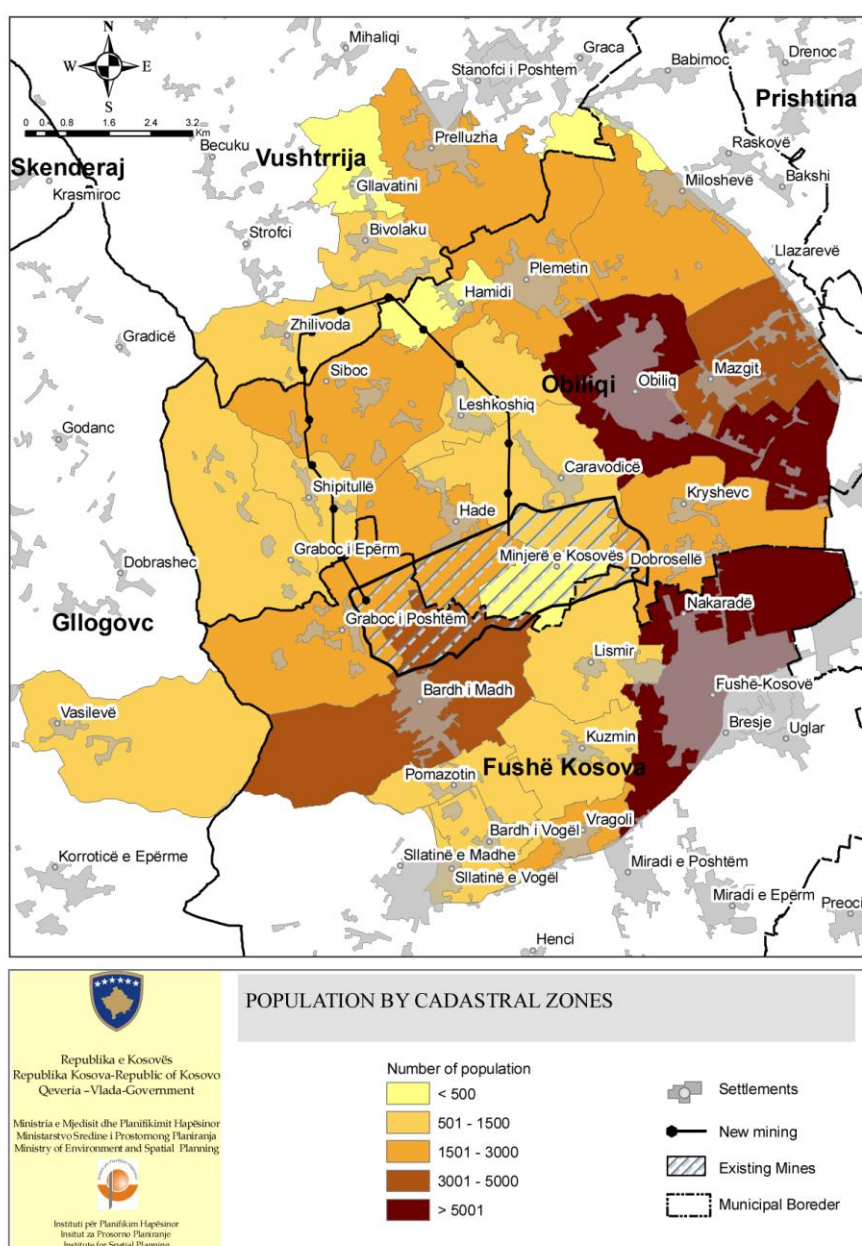 N
W E
S
0 0.4 0.8 1.6 2.4 3.2
Km
Mihaliqi
Graca
Stanofci i Poshtem
Babimoc
Drenoc
Prishtina
Prelluzha
Becuku
Vushtrrija
Skenderaj
Raskovë
Krasmiroc
Gllavatini
Miloshevë
Bakshi
Strofci
Bivolaku
Llazarevë
Plemetin
Hamidi
Zhilivoda
Gradicë
Siboc
Obiliqi
Obiliq
Mazgit
Leshkoshiq
Godanc
Caravodicë
Shipitullë
Kryshevc
Hade
Graboc i Epërm
Minjerë e Kosovës
Dobrosellë
Dobrashec
Gllogovc
Graboc i Poshtëm
Nakaradë
Lismir
Bardh i Madh
Fushë-Kosovë
Vasilevë
Bresje
Uglar
Kuzmin
Fushë Kosova
Pomazotin
Bardh i Vogël
Vragoli
Korroticë e Epërme
Sllatinë e Madhe
Miradi e Poshtëm
Sllatinë e Vogël
Miradi e Epërm
Preoci
Henci
POPULATION BY CADASTRAL ZONES
Republika e Kosovës
Republika Kosova-Republic of Kosovo
Qeveria –Vlada-Government
Ministria e Mjedisit dhe Planifikimit Hapësinor
Ministarstvo Sredine i Prostornong Planiranja
Ministry of Environment and Spatial Planning
Instituti për Planifikim Hapësinor
Insitut za Prosorno Planiranje
Institute for Spatial Planning
Number of population
< 500
501 - 1500
1501 - 3000
3001 - 5000
> 5001
Settlements
New mining
Existing Mines
Municipal Boreder